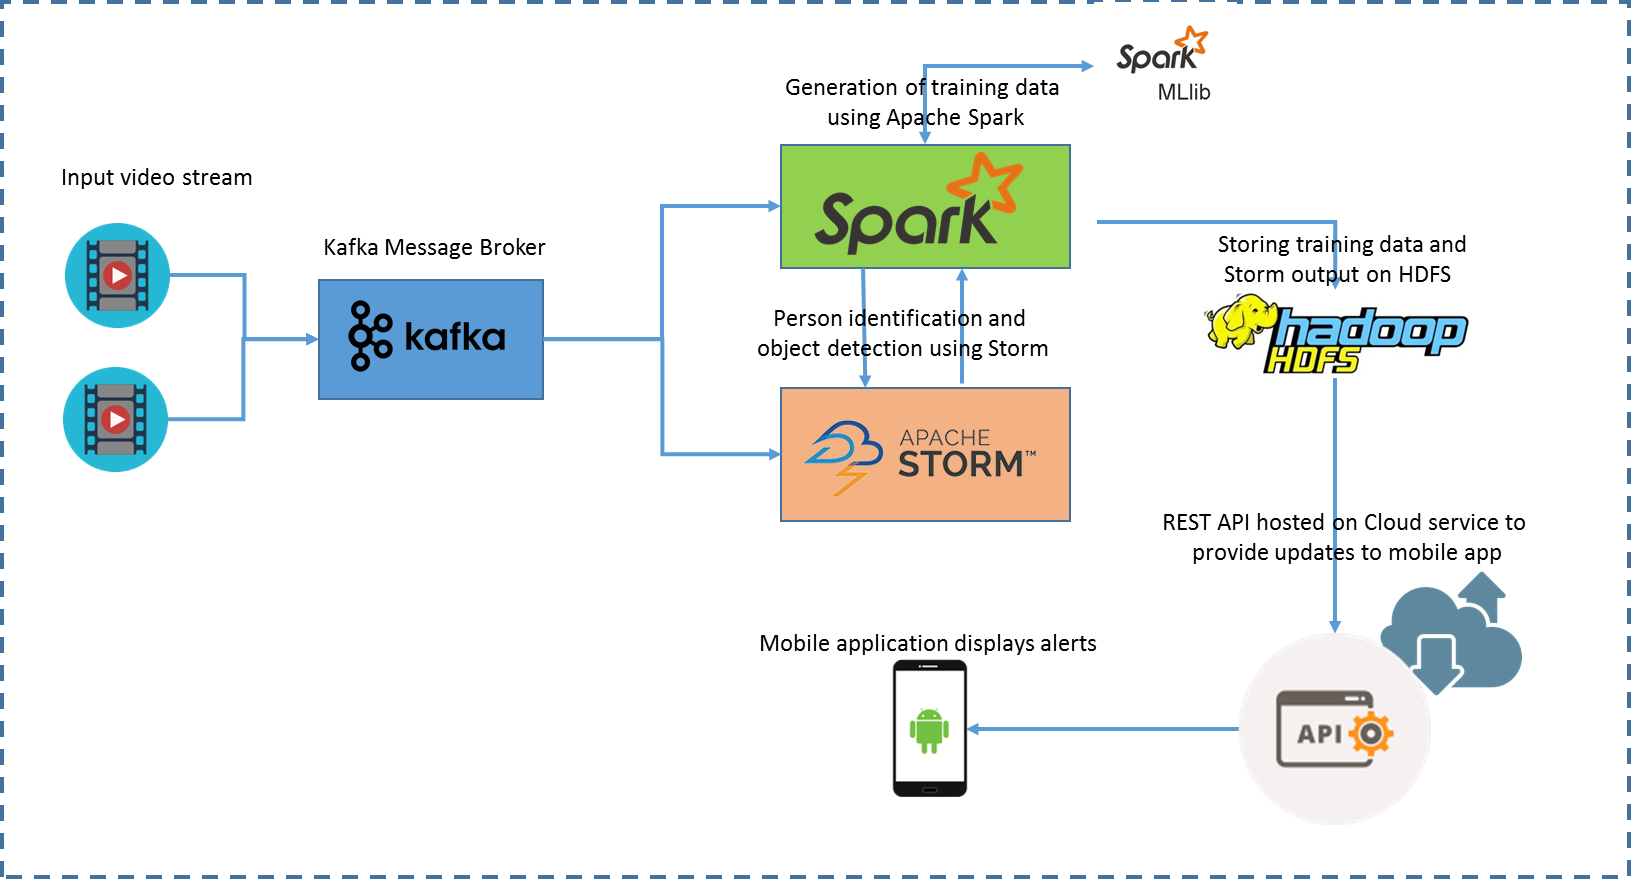 Spark
MLlib
Generation of training data
using Apache Spark
Input video stream
Spark
Kafka Message Broker
kafka
Storing training data and
Storm output on HDFS
hadoop
HDFS
Person identification and
object detection using Storm
APACHE
STORM™
REST API hosted on Cloud service to
provide updates to mobile app
Mobile application displays alerts
API